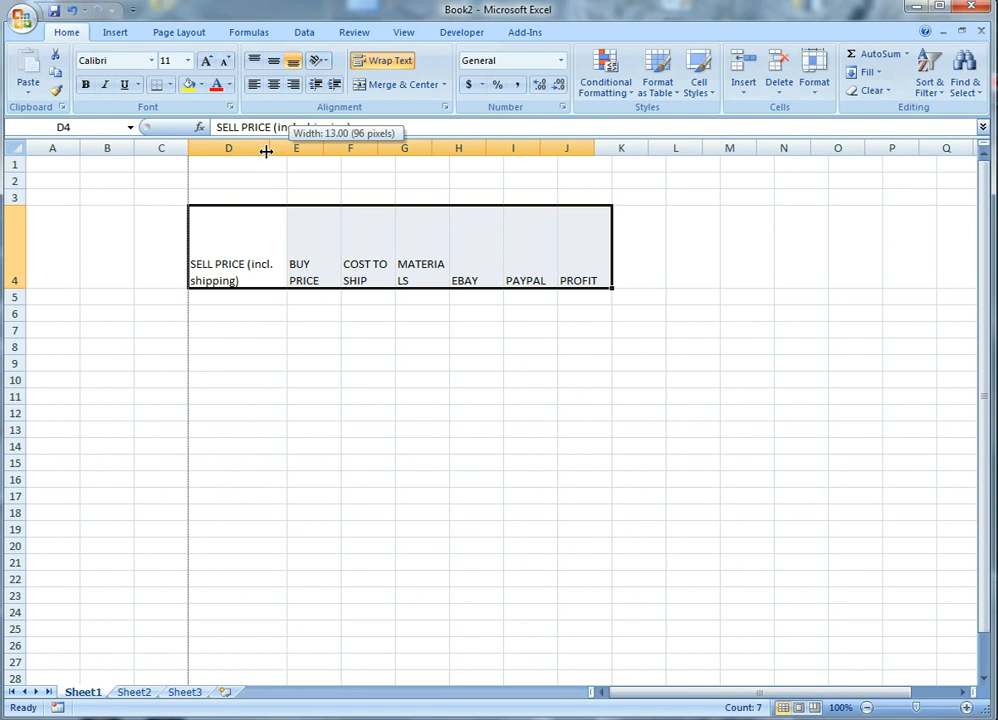 Book2 - Microsoft Excel
Home Insert Page Layout Formulas Data Review View Developer Add-Ins
Calibri 11 Wrap Text General AutoSum
Paste Conditional Formatting Format as Table Cell Styles Insert Delete Format Fill Sort & Filter Find & Select
B I U Merge & Center $ % , Clear
Clipboard Font Alignment Number Styles Cells Editing
D4 fx SELL PRICE (in
Width: 13.00 (96 pixels)
A B C D E F G H I J K L M N O P Q
1
2
3
SELL PRICE (incl. BUY COST TO MATERIA
4 shipping) PRICE SHIP LS EBAY PAYPAL PROFIT
5
6
7
8
9
10
11
12
13
14
15
16
17
18
19
20
21
22
23
24
25
26
27
28
Sheet1 Sheet2 Sheet3
Ready Count: 7 100%